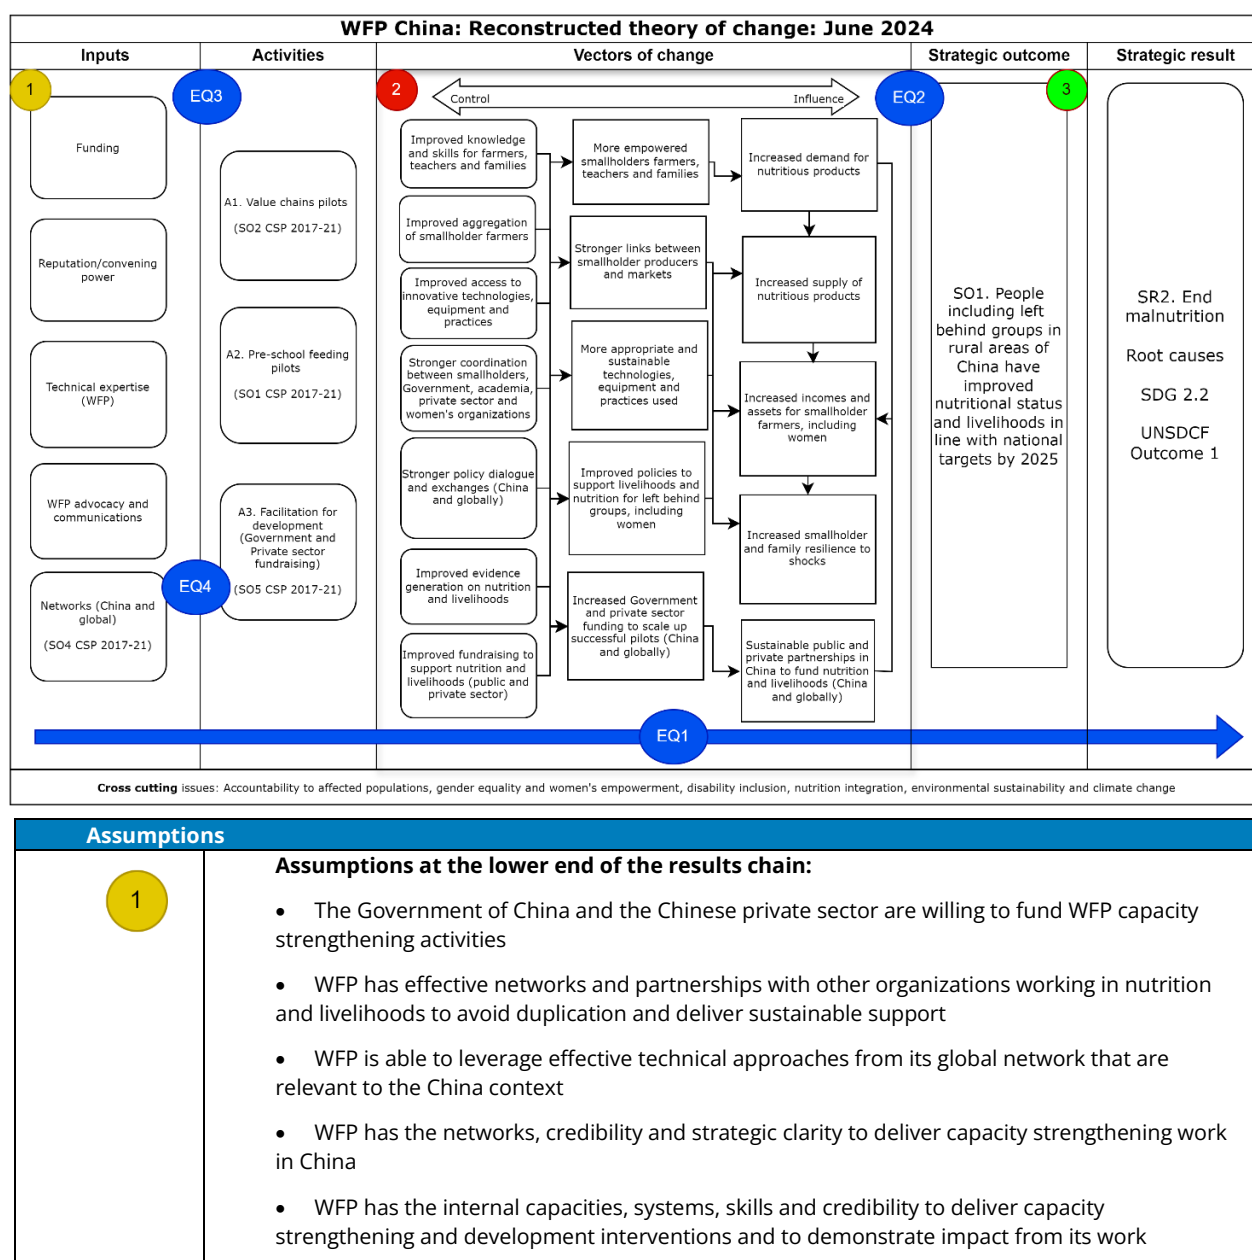 WFP China: Reconstructed theory of change: June 2024
Inputs
Activities
Vectors of change
Strategic outcome
Strategic result
1
EQ3
2
Control
Influence
EQ2
3
Funding
Reputation/convening
power
Technical expertise
(WFP)
WFP advocacy and
communications
Networks (China and
global)
(SO4 CSP 2017-21)
A1. Value chains pilots
(SO2 CSP 2017-21)
A2. Pre-school feeding
pilots
(SO1 CSP 2017-21)
A3. Facilitation for
development
(Government and
Private sector
fundraising)
(SO5 CSP 2017-21)
EQ4
Improved knowledge
and skills for farmers,
teachers and families
Improved aggregation
of smallholder farmers
Improved access to
innovative technologies,
equipment and
practices
Stronger coordination
between smallholders,
Government, academia,
private sector and
women's organizations
Stronger policy dialogue
and exchanges (China
and globally)
Improved evidence
generation on nutrition
and livelihoods
Improved fundraising to
support nutrition and
livelihoods (public and
private sector)
More empowered
smallholders farmers,
teachers and families
Stronger links between
smallholder producers
and markets
More appropriate and
sustainable
technologies,
equipment and
practices used
Improved policies to
support livelihoods and
nutrition for left behind
groups, including
women
Increased Government
and private sector
funding to scale up
successful pilots (China
and globally)
Increased demand for
nutritious products
Increased supply of
nutritious products
Increased incomes and
assets for smallholder
farmers, including
women
Increased smallholder
and family resilience to
shocks
Sustainable public and
private partnerships in
China to fund nutrition
and livelihoods (China
and globally)
SO1. People
including left
behind groups in
rural areas of
China have
improved
nutritional status
and livelihoods in
line with national
targets by 2025
SR2. End
malnutrition
Root causes
SDG 2.2
UNSDCF
Outcome 1
EQ1
Cross cutting issues: Accountability to affected populations, gender equality and women's empowerment, disability inclusion, nutrition integration, environmental sustainability and climate change
Assumptions
1
Assumptions at the lower end of the results chain:
• The Government of China and the Chinese private sector are willing to fund WFP capacity
strengthening activities
• WFP has effective networks and partnerships with other organizations working in nutrition
and livelihoods to avoid duplication and deliver sustainable support
• WFP is able to leverage effective technical approaches from its global network that are
relevant to the China context
• WFP has the networks, credibility and strategic clarity to deliver capacity strengthening work
in China
• WFP has the internal capacities, systems, skills and credibility to deliver capacity
strengthening and development interventions and to demonstrate impact from its work